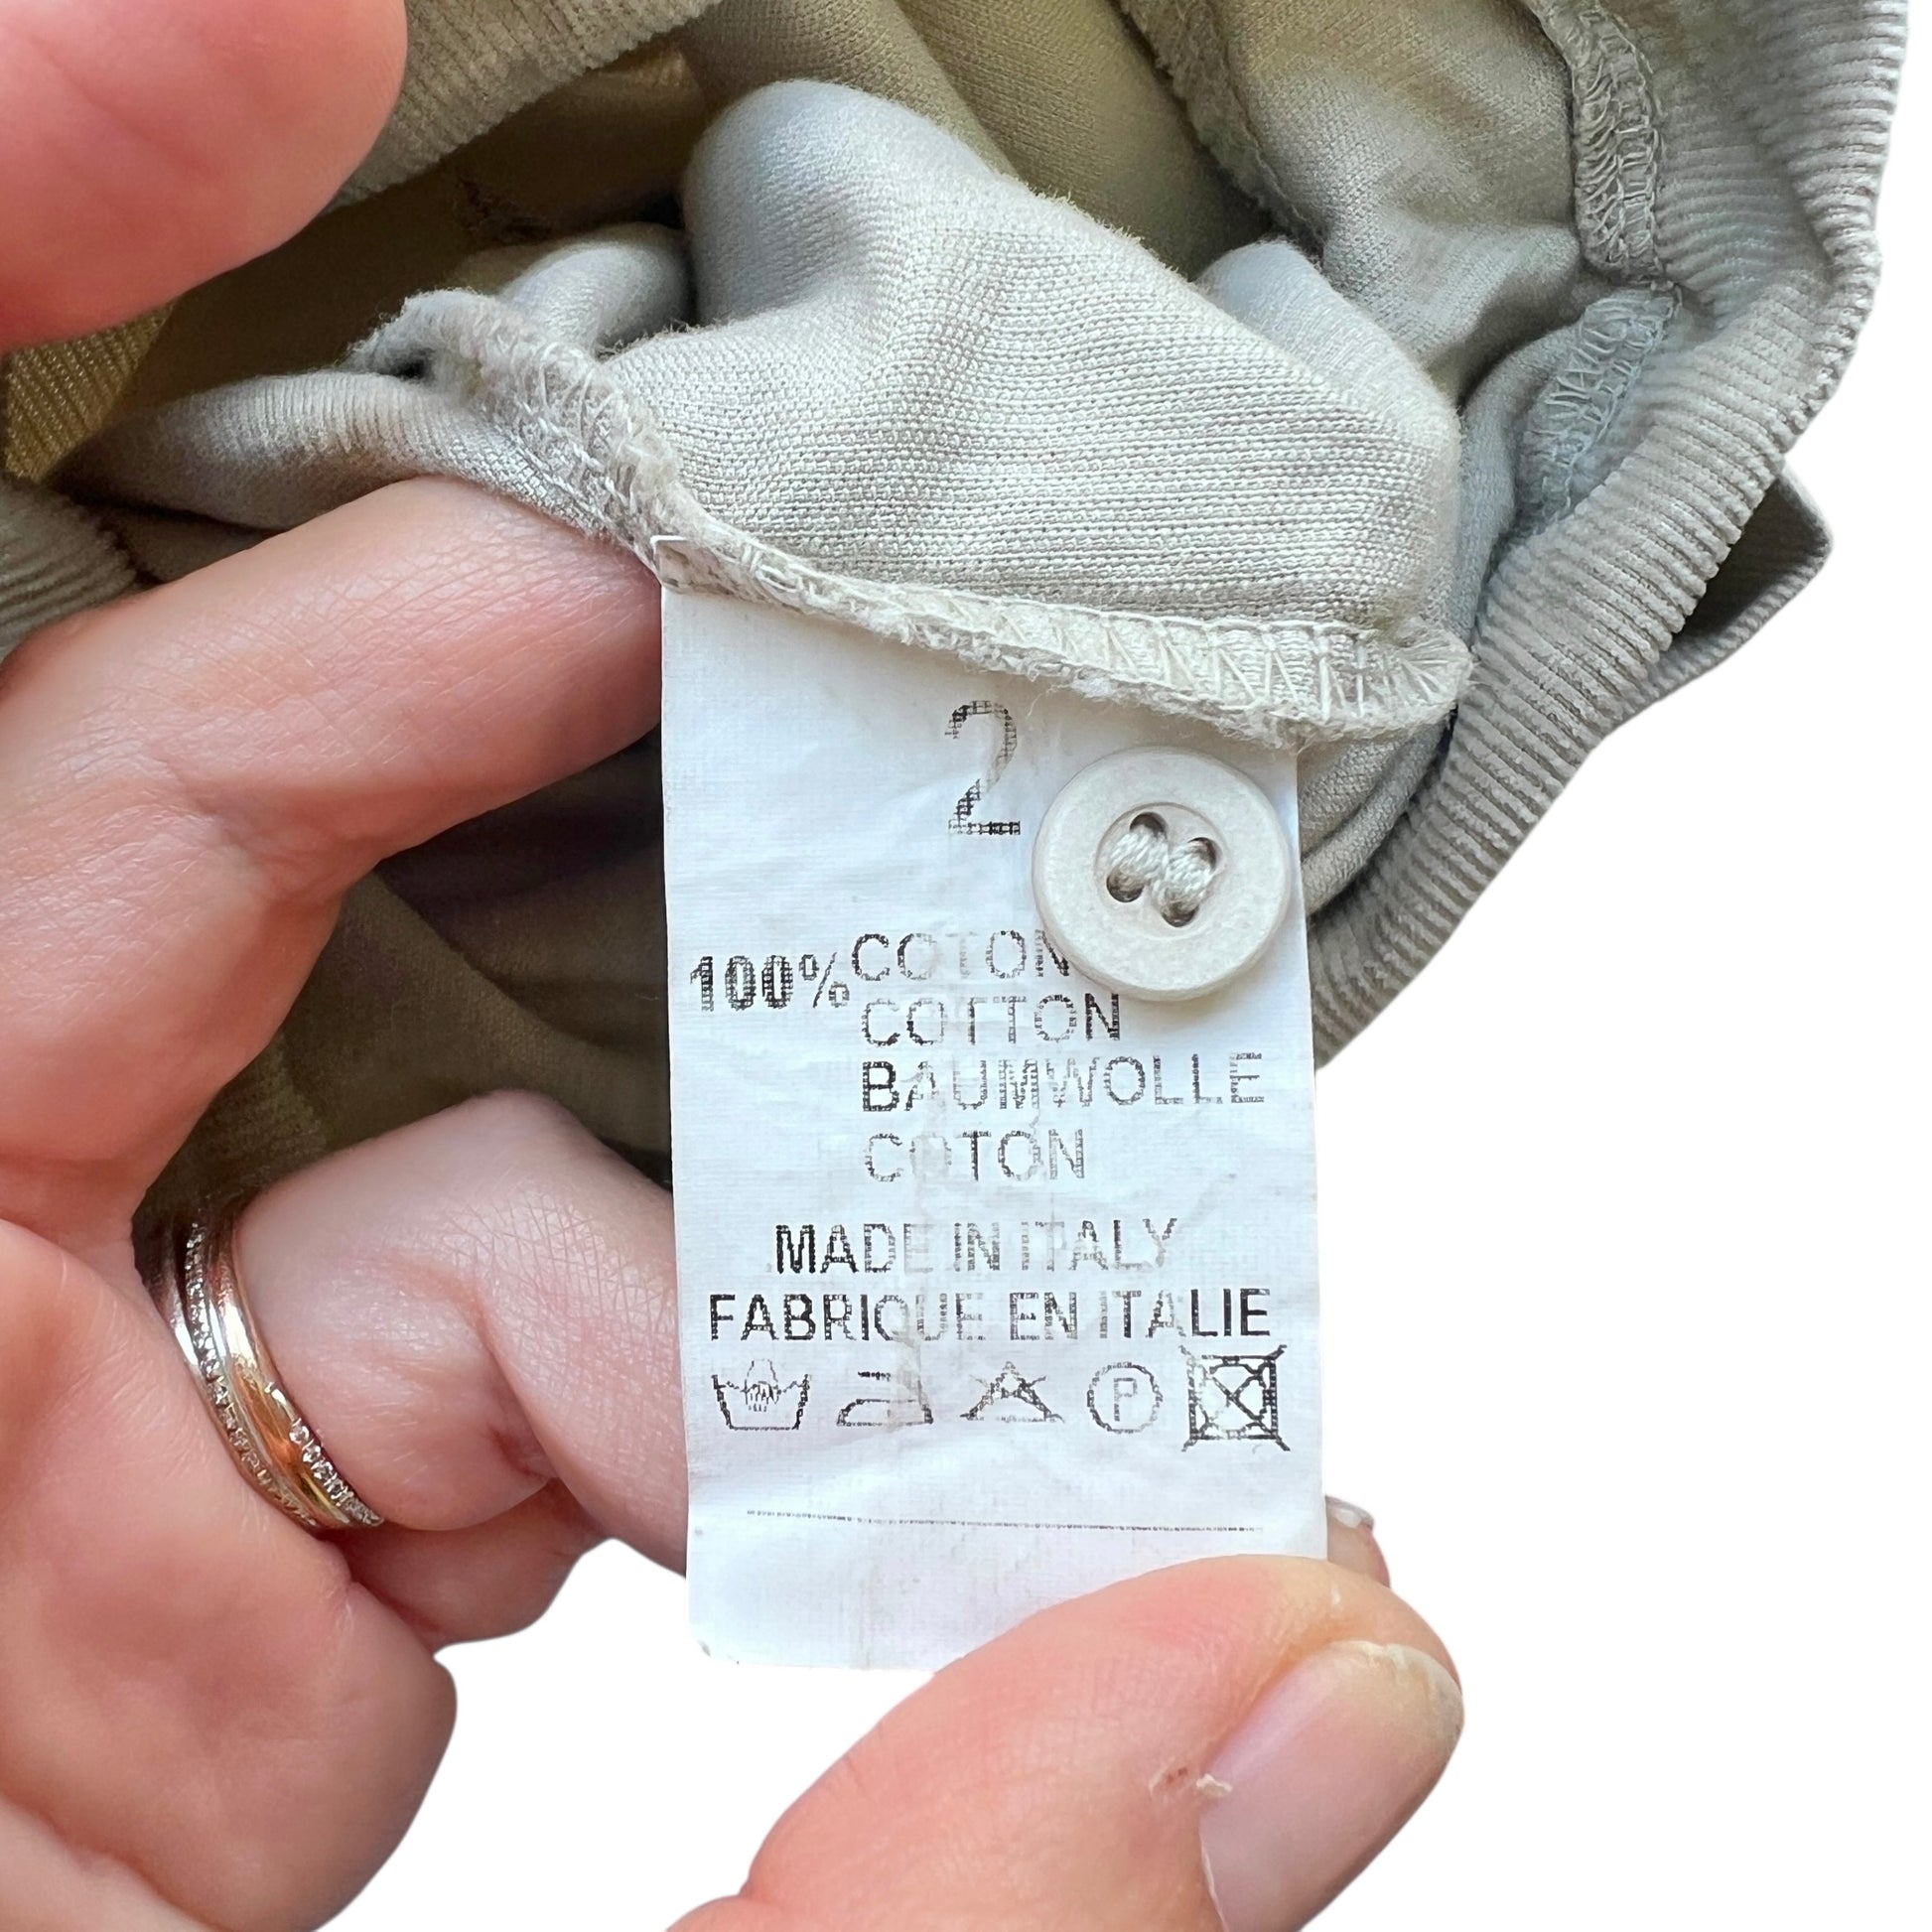 2
100% COTON
COTTON
BAUMWOLLE
COTON
MADE IN ITALY
FABRIQUE EN ITALIE
P